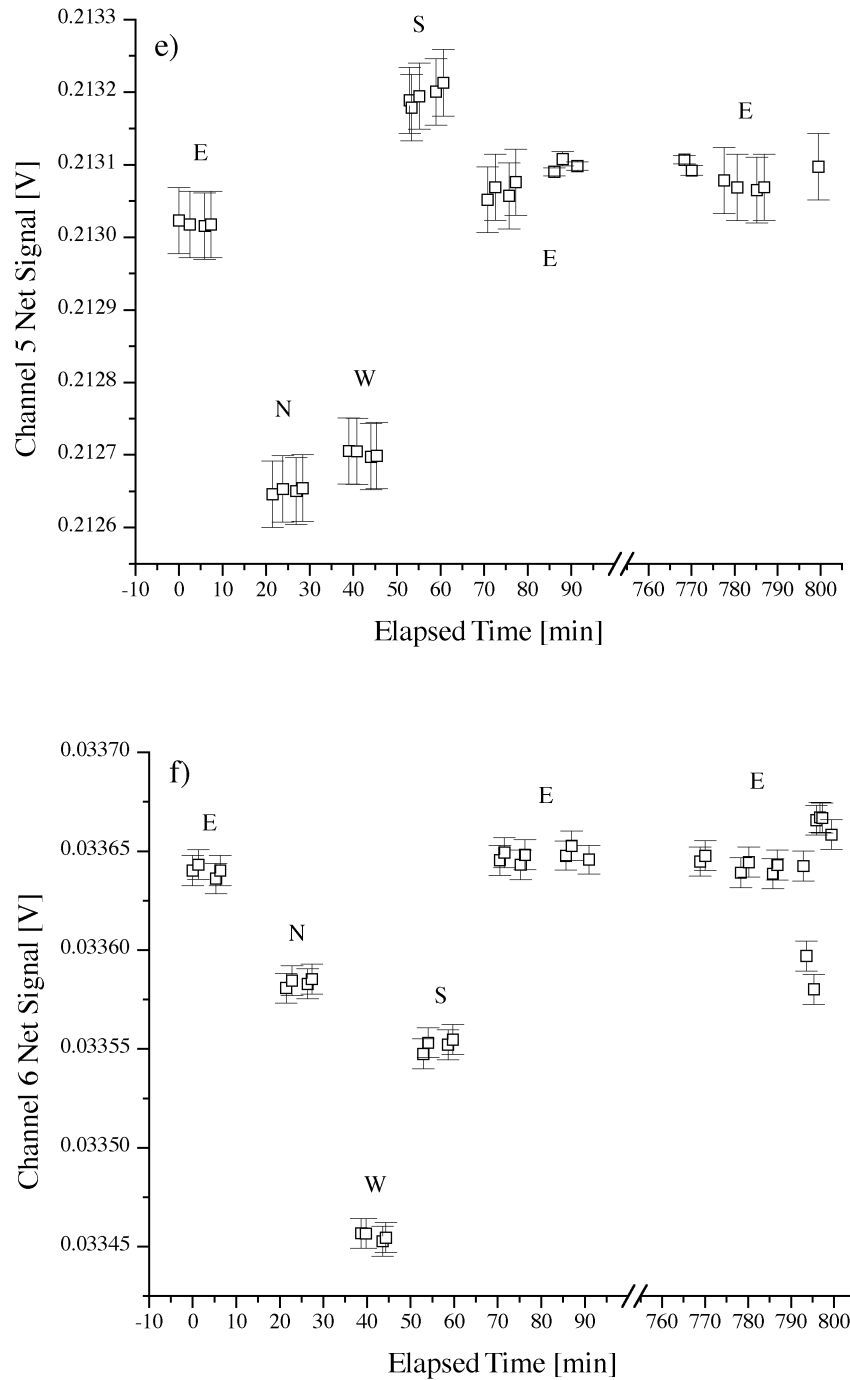 e)
S
E
E
E
W
N
0.2133
0.2132
0.2131
0.2130
0.2129
0.2128
0.2127
0.2126
Channel 5 Net Signal [V]
-10 0 10 20 30 40 50 60 70 80 90 760 770 780 790 800
Elapsed Time [min]
f)
E
E
E
N
S
W
0.03370
0.03365
0.03360
0.03355
0.03350
0.03345
Channel 6 Net Signal [V]
-10 0 10 20 30 40 50 60 70 80 90 760 770 780 790 800
Elapsed Time [min]